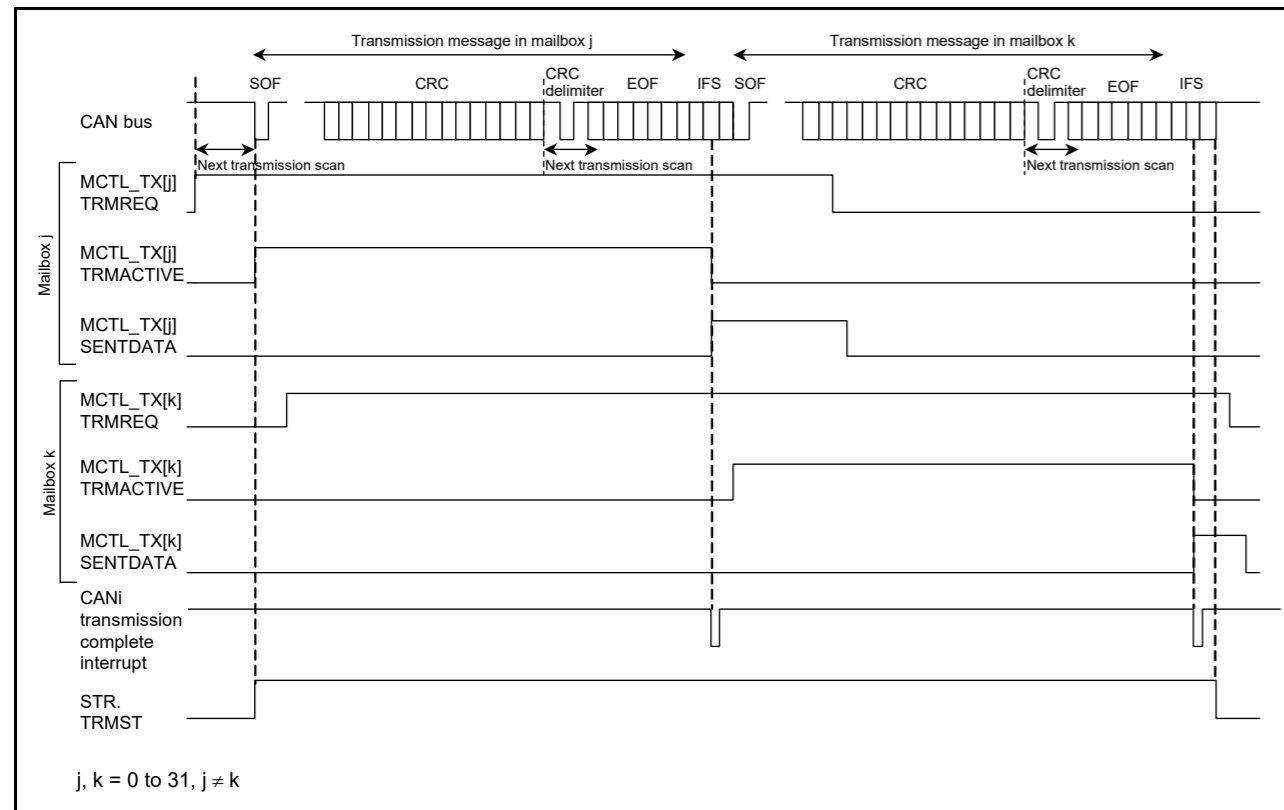 Transmission message in mailbox j
Transmission message in mailbox k
SOF
CRC
CRC
delimiter
EOF
IFS
SOF
CRC
CRC
delimiter
EOF
IFS
CAN bus
Next transmission scan
Next transmission scan
Next transmission scan
Mailbox j
MCTL_TX[j]
TRMREQ
MCTL_TX[j]
TRMACTIVE
MCTL_TX[j]
SENTDATA
Mailbox k
MCTL_TX[k]
TRMREQ
MCTL_TX[k]
TRMACTIVE
MCTL_TX[k]
SENTDATA
CANi
transmission
complete
interrupt
STR.
TRMST
j, k = 0 to 31, j ≠ k